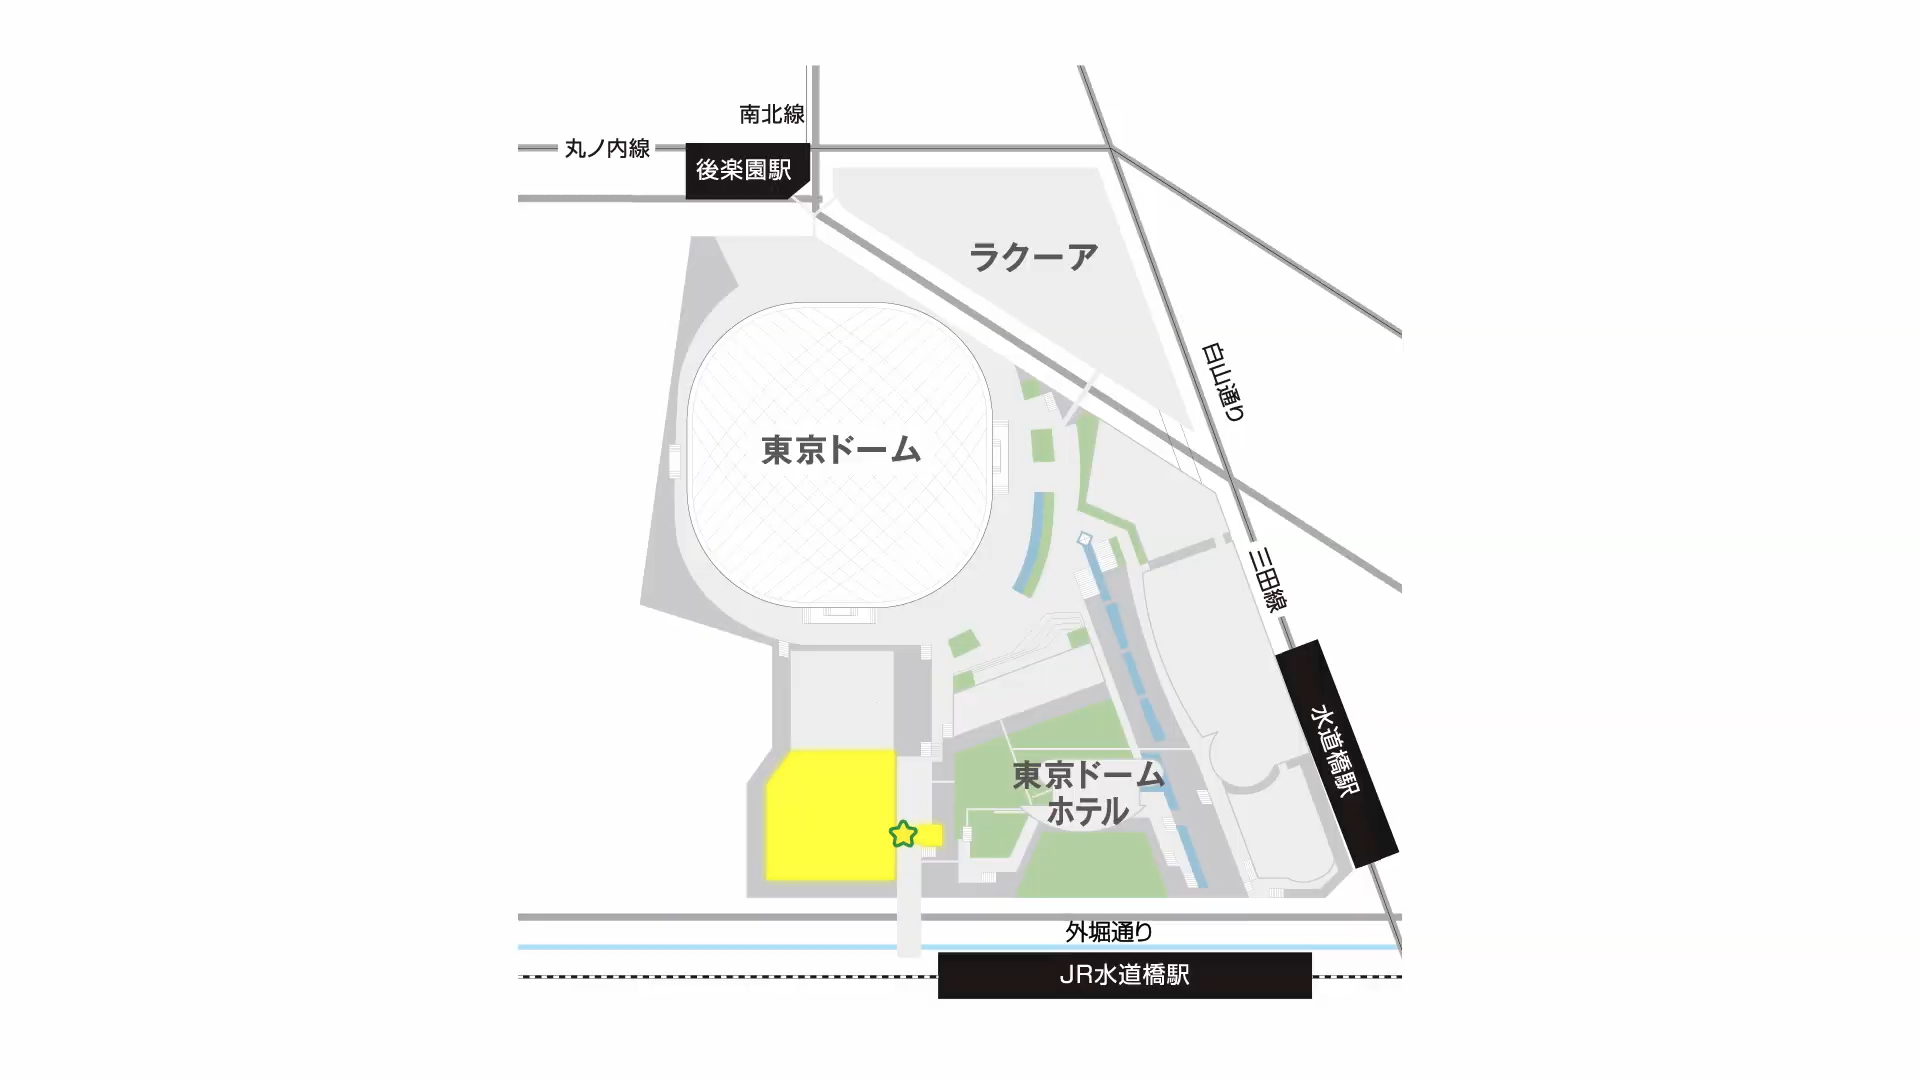 南北線
丸ノ内線
後楽園駅
ラクーア
白山通り
東京ドーム
三田線
水道橋駅
東京ドーム
ホテル
外堀通り
JR水道橋駅